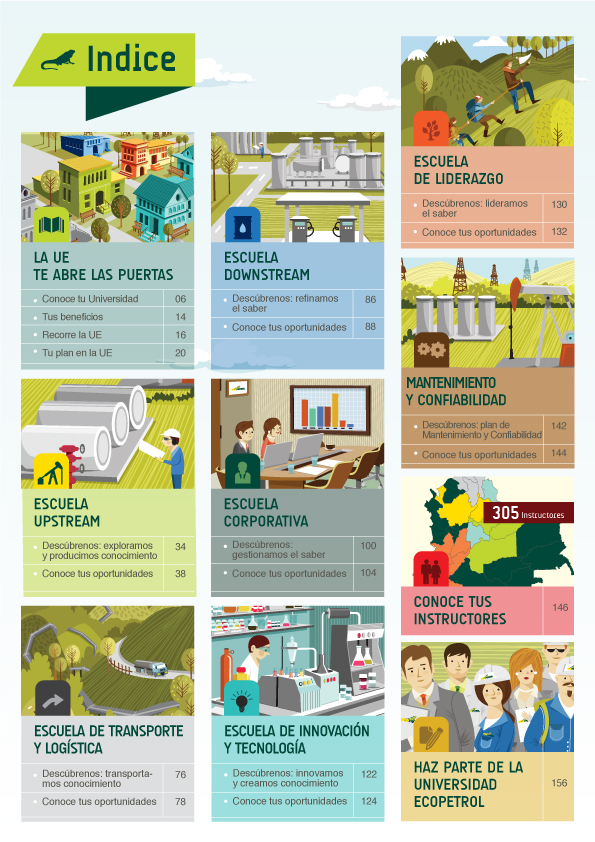 Indice
LA UE
TE ABRE LAS PUERTAS
Conoce tu Universidad 06
Tus beneficios 14
Recorre la UE 16
Tu plan en la UE 20
ESCUELA
UPSTREAM
Descúbrenos: exploramos
y producimos conocimiento 34
Conoce tus oportunidades 38
ESCUELA DE TRANSPORTE
Y LOGÍSTICA
Descúbrenos: transporta-
mos conocimiento 76
Conoce tus oportunidades 78
ESCUELA
DOWNSTREAM
Descúbrenos: refinamos
el saber 86
Conoce tus oportunidades 88
ESCUELA
CORPORATIVA
Descúbrenos:
gestionamos el saber 100
Conoce tus oportunidades 104
ESCUELA DE INNOVACIÓN
Y TECNOLOGÍA
Descúbrenos: innovamos
y creamos conocimiento 122
Conoce tus oportunidades 124
ESCUELA
DE LIDERAZGO
Descúbrenos: lideramos
el saber 130
Conoce tus oportunidades 132
MANTENIMIENTO
Y CONFIABILIDAD
Descúbrenos: plan de
Mantenimiento y Confiabilidad 142
Conoce tus oportunidades 144
305 Instructores
CONOCE TUS
INSTRUCTORES 146
HAZ PARTE DE LA
UNIVERSIDAD
ECOPETROL 156